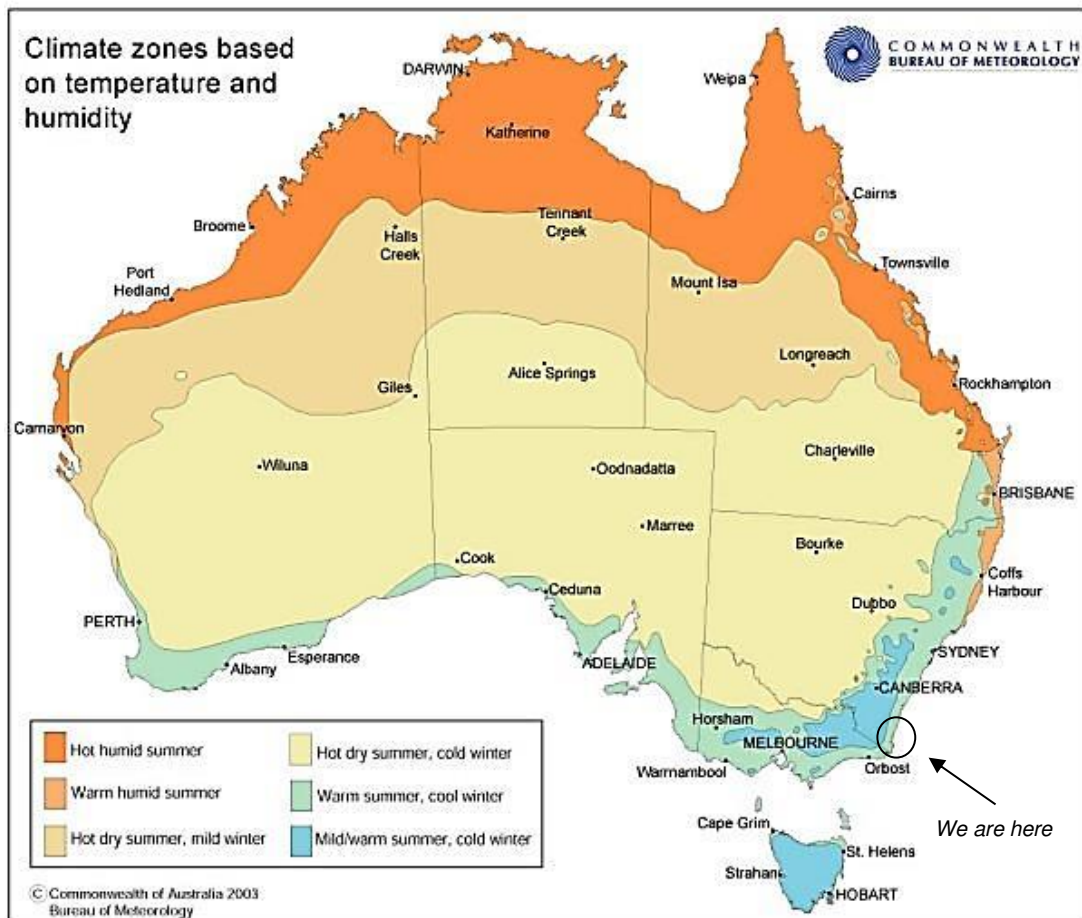 Climate zones based
on temperature and
humidity
COMMONWEALTH
BUREAU OF METEOROLOGY
DARWIN
Weipa
Katherine
Cairns
Broome
Halls
Creek
Tennant
Creek
Townsville
Port
Hedland
Mount Isa
Longreach
Alice Springs
Giles
Rockhampton
Carnarvon
Charleville
Wiluna
Oodnadatta
BRISBANE
Marree
Bourke
Cook
Coffs
Harbour
Ceduna
Dubbo
PERTH
SYDNEY
Esperance
ADELAIDE
Albany
CANBERRA
Horsham
MELBOURNE
Warrnambool
Orbost
Hot humid summer
Hot dry summer, cold winter
Warm humid summer
Warm summer, cool winter
Hot dry summer, mild winter
Mild/warm summer, cold winter
Cape Grim
We are here
St. Helens
Strahan
HOBART
© Commonwealth of Australia 2003
Bureau of Meteorology